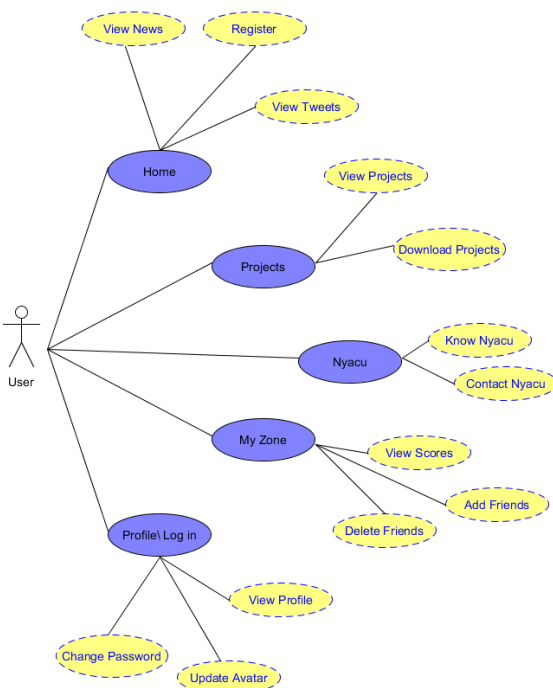 View News
Register
View Tweets
Home
View Projects
Download Projects
Projects
User
Know Nyacu
Nyacu
Contact Nyacu
My Zone
View Scores
Add Friends
Delete Friends
Profile\ Log in
View Profile
Change Password
Update Avatar